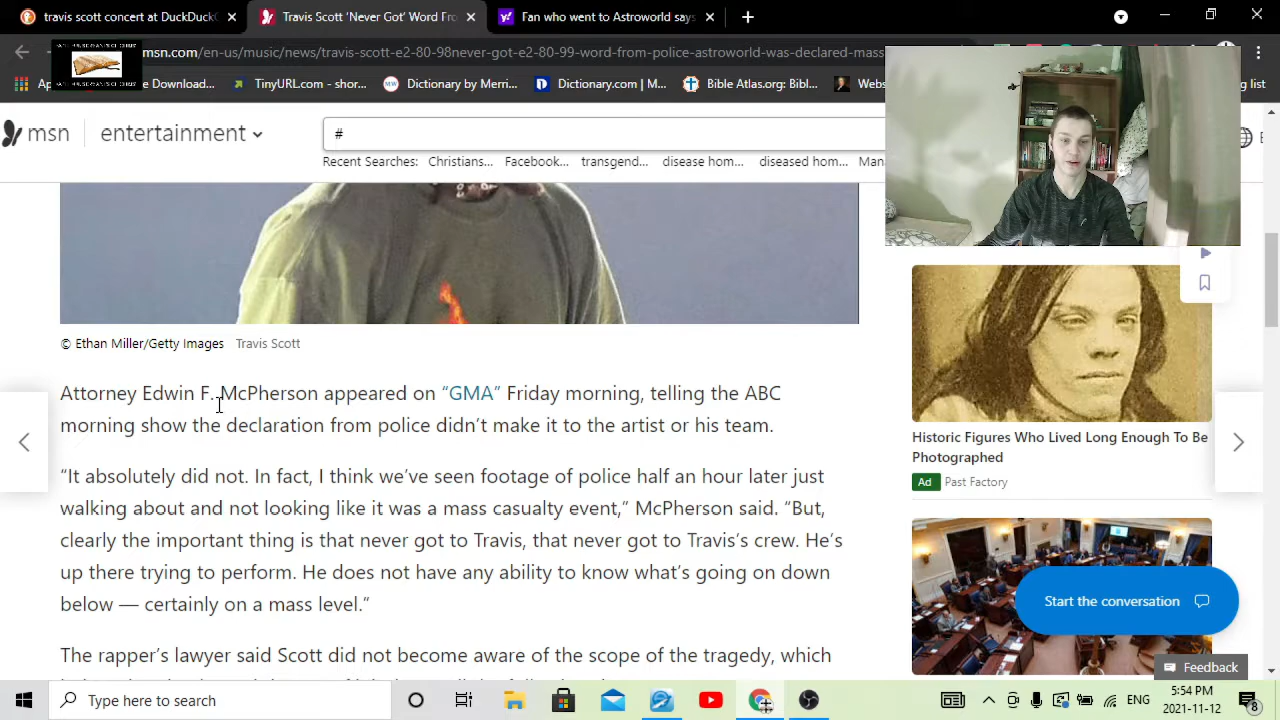 travis scott concert at DuckDuck
Travis Scott 'Never Got' Word Fro
Fan who went to Astroworld says
msn.com/en-us/music/news/travis-scott-e2-80-98never-got-e2-80-99-word-from-police-astroworld-w
red-mass
Download...
TinyURL.com - shor...
Dictionary by Merri...
Dictionary.com | M...
Bible
Webs
msn
entertainment
#
Recent Searches: Christians... Facebook... transgend... disease hom... diseased hom... Man
© Ethan Miller/Getty Images Travis Scott
Attorney Edwin F. McPherson appeared on “GMA” Friday morning, telling the ABC
morning show the declaration from police didn’t make it to the artist or his team.
“It absolutely did not. In fact, I think we’ve seen footage of police half an hour later just
walking about and not looking like it was a mass casualty event,” McPherson said. “But,
clearly the important thing is that never got to Travis, that never got to Travis’s crew. He’s
up there trying to perform. He does not have any ability to know what’s going on down
below — certainly on a mass level.”
The rapper’s lawyer said Scott did not become aware of the scope of the tragedy, which
Historic Figures Who Lived Long Enough To Be
Photographed
Ad Past Factory
Start the conversation
Feedback
Type here to search
ENG
5:54 PM
2021-11-12
8